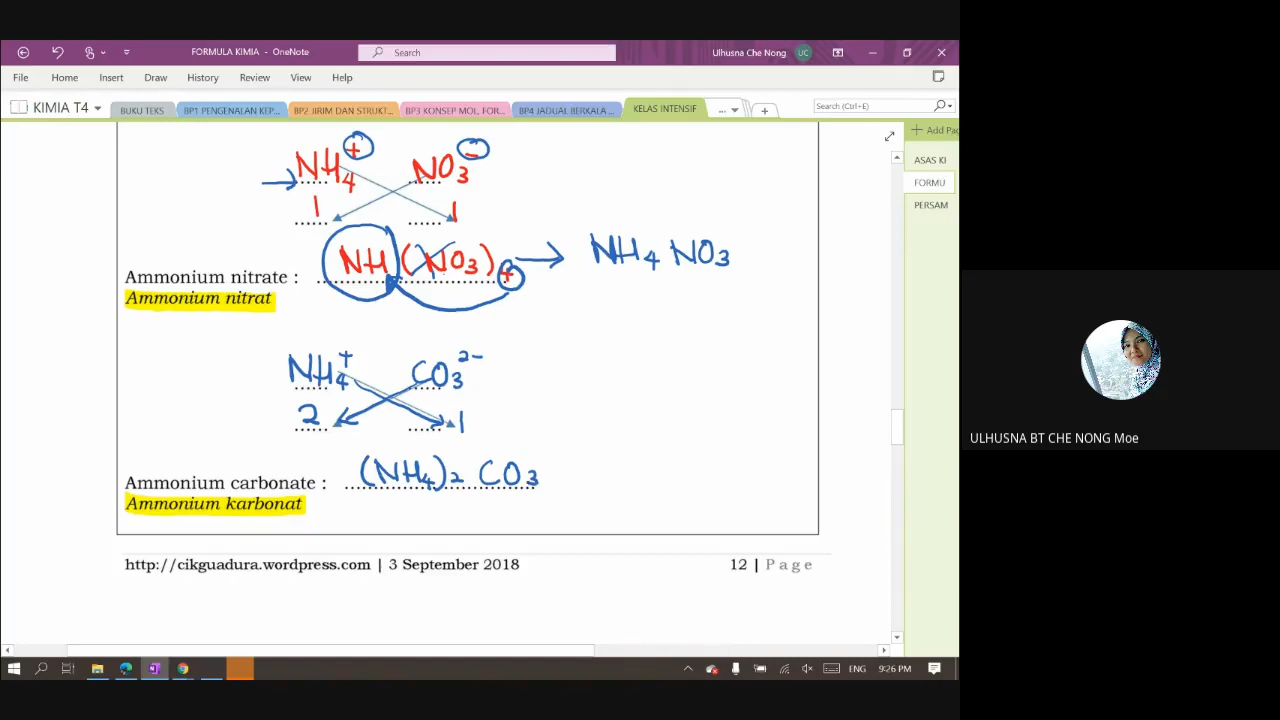 FORMULA KIMIA - OneNote
Search
Ulhusna Che Nong
UC
File Home Insert Draw History Review View Help
KIMIA T4
BUKU TEKS
BP1 PENGENALAN KEP...
BP2 JIRIM DAN STRUKT...
BP3 KONSEP MOL, FOR...
BP4 JADUAL BERKALA ...
KELAS INTENSIF
...
Search (Ctrl+E)
Add Pa
ASAS KI
FORMU
PERSAM
NH₄⁺ NO₃⁻
1 1
Ammonium nitrate : NH (NO₃)₊ → NH₄ NO₃
Ammonium nitrat
NH₄⁺ CO₃²⁻
2 1
Ammonium carbonate : (NH₄)₂ CO₃
Ammonium karbonat
http://cikguadura.wordpress.com | 3 September 2018
12 | Page
ULHUSNA BT CHE NONG Moe
ENG 9:26 PM